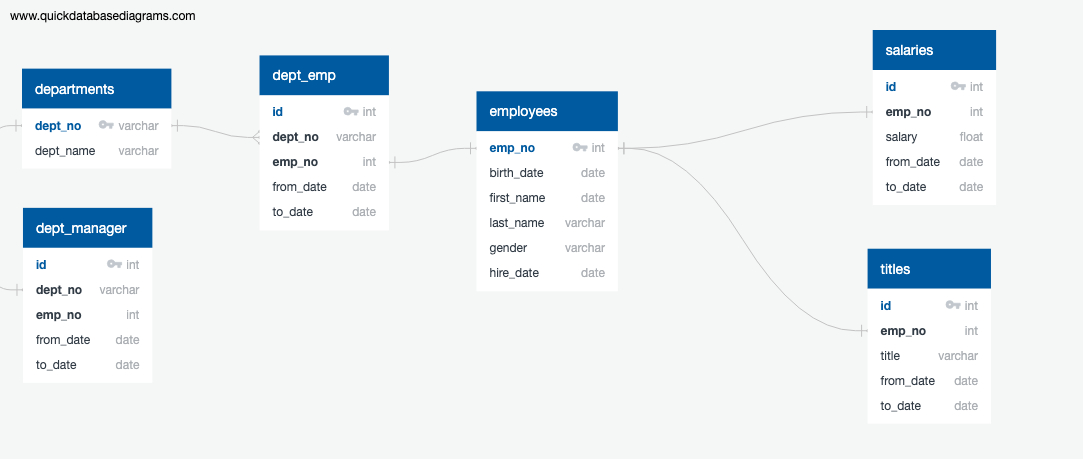 www.quickdatabasediagrams.com
departments
dept_no varchar
dept_name varchar
dept_manager
id int
dept_no varchar
emp_no int
from_date date
to_date date
dept_emp
id int
dept_no varchar
emp_no int
from_date date
to_date date
employees
emp_no int
birth_date date
first_name date
last_name varchar
gender varchar
hire_date date
salaries
id int
emp_no int
salary float
from_date date
to_date date
titles
id int
emp_no int
title varchar
from_date date
to_date date